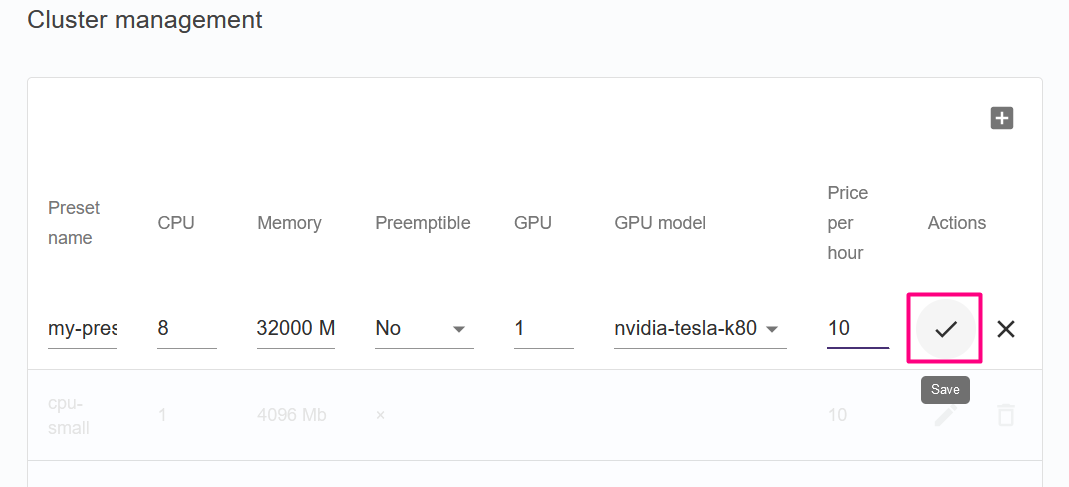 Cluster management
Preset name
CPU
Memory
Preemptible
GPU
GPU model
Price per hour
Actions
my-pres
8
32000 M
No
1
nvidia-tesla-k80
10
Save
cpu-small
1
4096 Mb
×
10